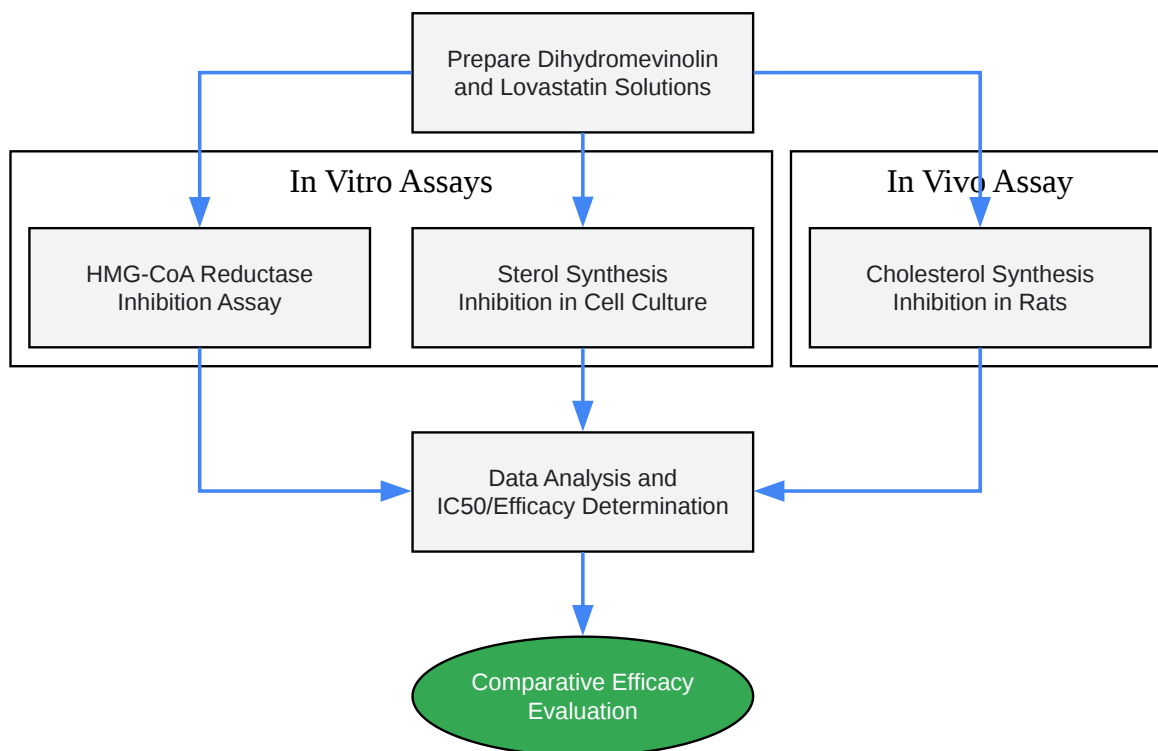 Prepare Dihydromevinolin
and Lovastatin Solutions
In Vitro Assays
In Vivo Assay
HMG-CoA Reductase
Inhibition Assay
Sterol Synthesis
Inhibition in Cell Culture
Cholesterol Synthesis
Inhibition in Rats
Data Analysis and
IC50/Efficacy Determination
Comparative Efficacy
Evaluation